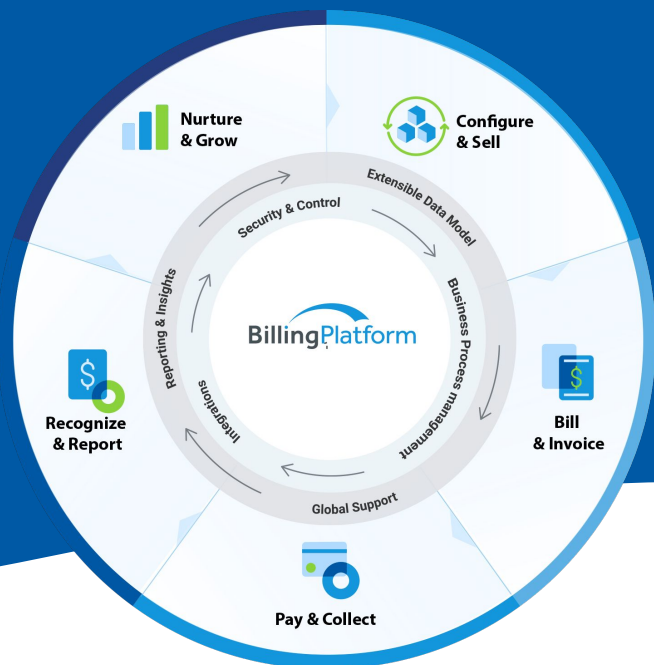 Nurture
& Grow
Configure
& Sell
Extensible Data Model
Security & Control
Reporting & Insights
BillingPlatform
Business Process management
$
Recognize
& Report
Integrations
$
Bill
& Invoice
Global Support
Pay & Collect